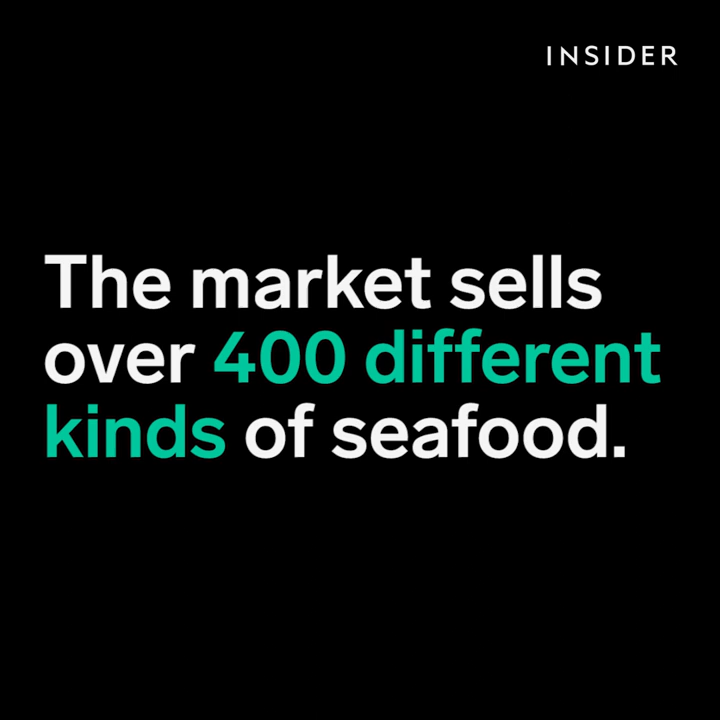 INSIDER
The market sells
over 400 different
kinds of seafood.